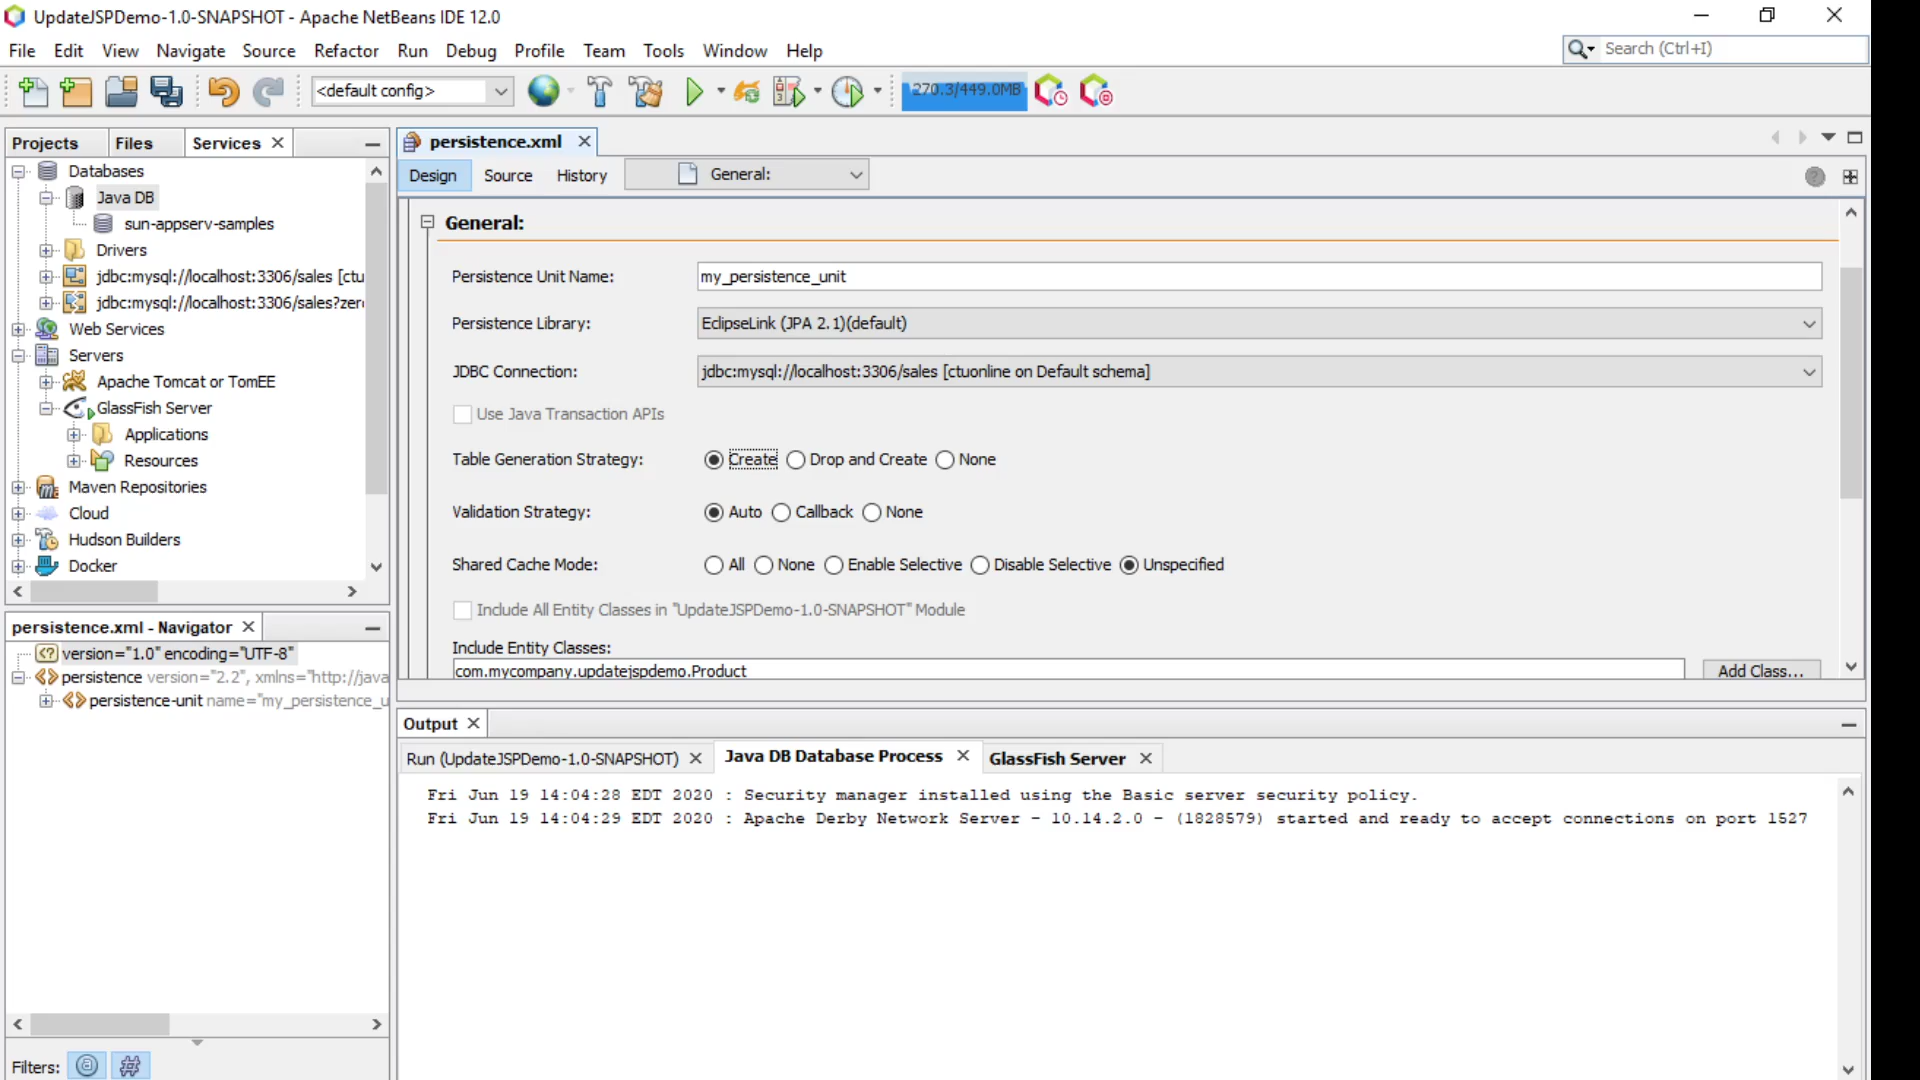 UpdateJSPDemo-1.0-SNAPSHOT - Apache NetBeans IDE 12.0
File Edit View Navigate Source Refactor Run Debug Profile Team Tools Window Help
Search (Ctrl+I)
<default config>
270.3/449.0MB
Projects Files Services
Databases
Java DB
sun-appserv-samples
Drivers
jdbc:mysql://localhost:3306/sales [ctu
jdbc:mysql://localhost:3306/sales?zer
Web Services
Servers
Apache Tomcat or TomEE
GlassFish Server
Applications
Resources
Maven Repositories
Cloud
Hudson Builders
Docker
persistence.xml - Navigator
version="1.0" encoding="UTF-8"
persistence version="2.2", xmlns="http://java
persistence-unit name="my_persistence_u
Filters:
persistence.xml
Design Source History General:
General:
Persistence Unit Name: my_persistence_unit
Persistence Library: EclipseLink (JPA 2.1)(default)
JDBC Connection: jdbc:mysql://localhost:3306/sales [ctuonline on Default schema]
Use Java Transaction APIs
Table Generation Strategy: Create Drop and Create None
Validation Strategy: Auto Callback None
Shared Cache Mode: All None Enable Selective Disable Selective Unspecified
Include All Entity Classes in "UpdateJSPDemo-1.0-SNAPSHOT" Module
Include Entity Classes:
com.mycompany.updatejspdemo.Product Add Class...
Output
Run (UpdateJSPDemo-1.0-SNAPSHOT) Java DB Database Process GlassFish Server
Fri Jun 19 14:04:28 EDT 2020 : Security manager installed using the Basic server security policy.
Fri Jun 19 14:04:29 EDT 2020 : Apache Derby Network Server - 10.14.2.0 - (1828579) started and ready to accept connections on port 1527